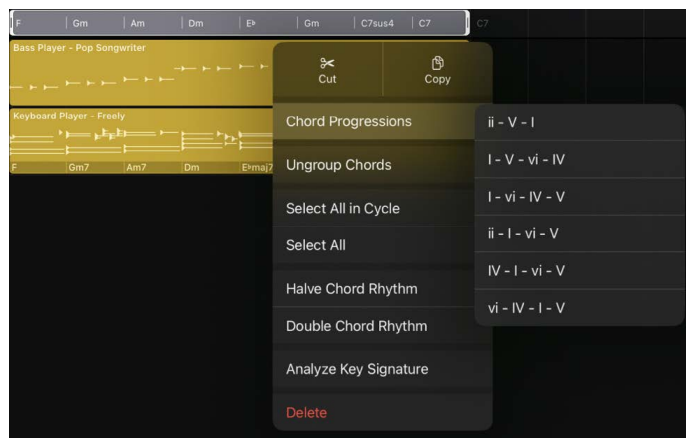 F Gm Am Dm E♭ Gm C7sus4 C7 C7
Bass Player - Pop Songwriter
Keyboard Player - Freely
F Gm7 Am7 Dm E♭maj7
Cut Copy
Chord Progressions
Ungroup Chords
Select All in Cycle
Select All
Halve Chord Rhythm
Double Chord Rhythm
Analyze Key Signature
Delete
ii - V - I
I - V - vi - IV
I - vi - IV - V
ii - I - vi - V
IV - I - vi - V
vi - IV - I - V